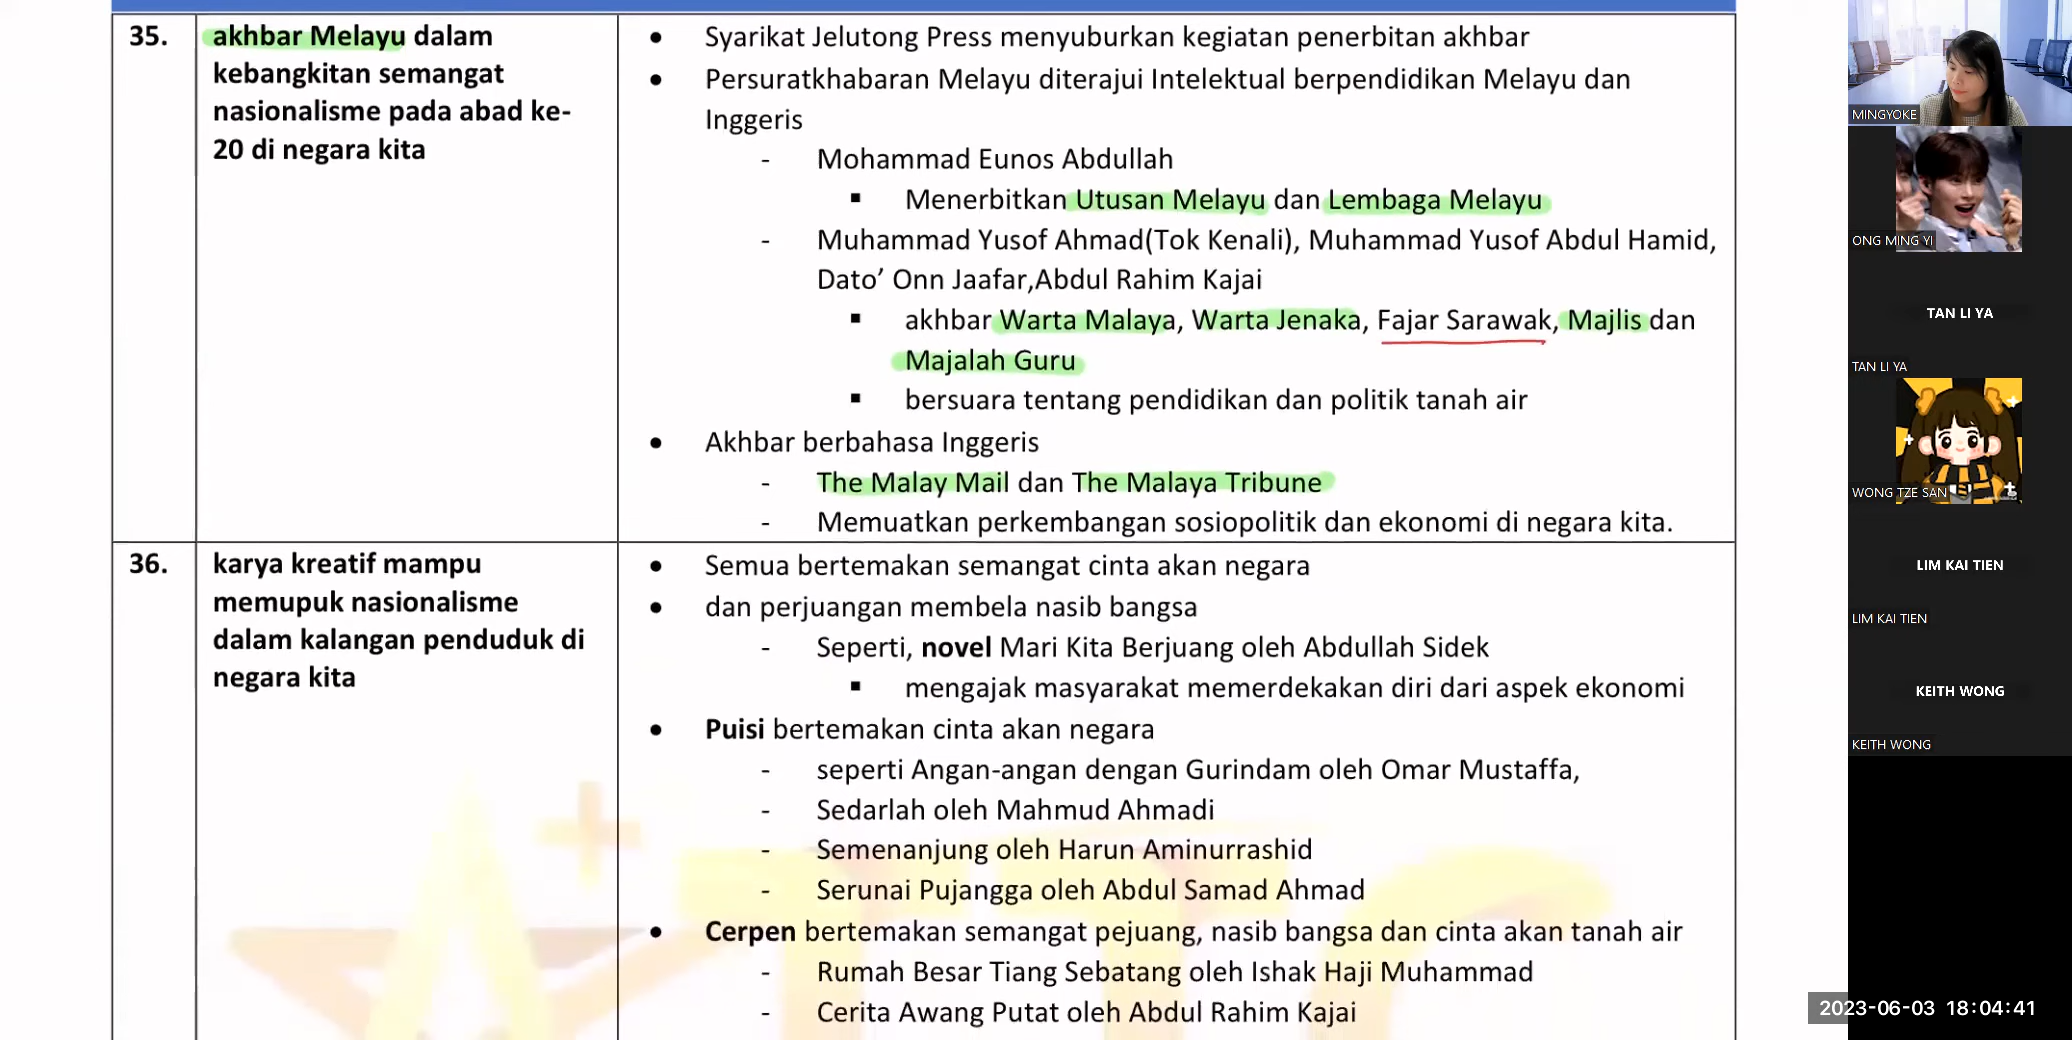 35.
akhbar Melayu dalam
kebangkitan semangat
nasionalisme pada abad ke-
20 di negara kita
• Syarikat Jelutong Press menyuburkan kegiatan penerbitan akhbar
• Persuratkhabaran Melayu diterajui Intelektual berpendidikan Melayu dan
Inggeris
- Mohammad Eunos Abdullah
▪ Menerbitkan Utusan Melayu dan Lembaga Melayu
- Muhammad Yusof Ahmad(Tok Kenali), Muhammad Yusof Abdul Hamid,
Dato’ Onn Jaafar,Abdul Rahim Kajai
▪ akhbar Warta Malaya, Warta Jenaka, Fajar Sarawak, Majlis dan
Majalah Guru
▪ bersuara tentang pendidikan dan politik tanah air
• Akhbar berbahasa Inggeris
- The Malay Mail dan The Malaya Tribune
- Memuatkan perkembangan sosiopolitik dan ekonomi di negara kita.
36.
karya kreatif mampu
memupuk nasionalisme
dalam kalangan penduduk di
negara kita
• Semua bertemakan semangat cinta akan negara
• dan perjuangan membela nasib bangsa
- Seperti, novel Mari Kita Berjuang oleh Abdullah Sidek
▪ mengajak masyarakat memerdekakan diri dari aspek ekonomi
• Puisi bertemakan cinta akan negara
- seperti Angan-angan dengan Gurindam oleh Omar Mustaffa,
- Sedarlah oleh Mahmud Ahmadi
- Semenanjung oleh Harun Aminurrashid
- Serunai Pujangga oleh Abdul Samad Ahmad
• Cerpen bertemakan semangat pejuang, nasib bangsa dan cinta akan tanah air
- Rumah Besar Tiang Sebatang oleh Ishak Haji Muhammad
- Cerita Awang Putat oleh Abdul Rahim Kajai
MINGYOKE
ONG MING YI
TAN LI YA
TAN LI YA
WONG TZE SAN
LIM KAI TIEN
LIM KAI TIEN
KEITH WONG
KEITH WONG
2023-06-03 18:04:41